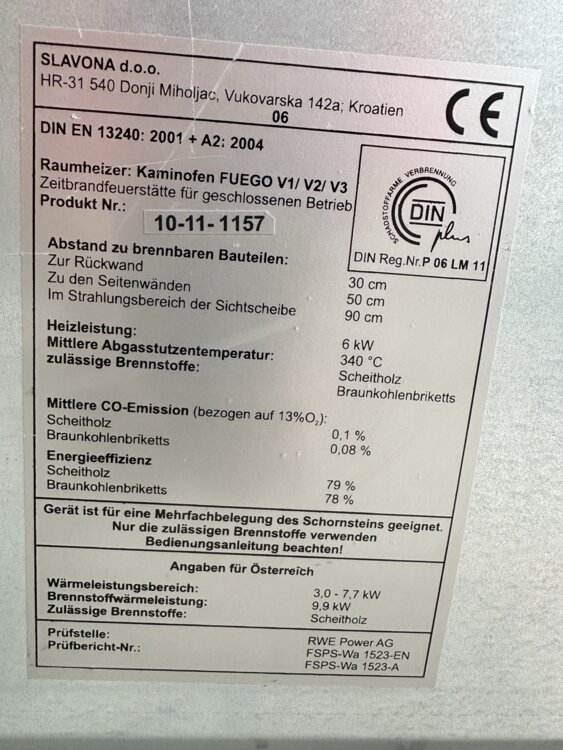 SLAVONA d.o.o.
HR-31 540 Donji Miholjac, Vukovarska 142a; Kroatien
06
CE
DIN EN 13240: 2001 + A2: 2004
Raumheizer: Kaminofen FUEGO V1/ V2/ V3
Zeitbrandfeuerstätte für geschlossenen Betrieb
Produkt Nr.: 10-11-1157
SCHADSTOFFARME VERBRENNUNG
DIN
plus
DIN Reg.Nr.P 06 LM 11
Abstand zu brennbaren Bauteilen:
Zur Rückwand 30 cm
Zu den Seitenwänden 50 cm
Im Strahlungsbereich der Sichtscheibe 90 cm
Heizleistung: 6 kW
Mittlere Abgasstutzentemperatur: 340 °C
zulässige Brennstoffe: Scheitholz
Braunkohlenbriketts
Mittlere CO-Emission (bezogen auf 13%O₂):
Scheitholz 0,1 %
Braunkohlenbriketts 0,08 %
Energieeffizienz
Scheitholz 79 %
Braunkohlenbriketts 78 %
Gerät ist für eine Mehrfachbelegung des Schornsteins geeignet.
Nur die zulässigen Brennstoffe verwenden
Bedienungsanleitung beachten!
Angaben für Österreich
Wärmeleistungsbereich: 3,0 - 7,7 kW
Brennstoffwärmeleistung: 9,9 kW
Zulässige Brennstoffe: Scheitholz
Prüfstelle: RWE Power AG
Prüfbericht-Nr.: FSPS-Wa 1523-EN
FSPS-Wa 1523-A